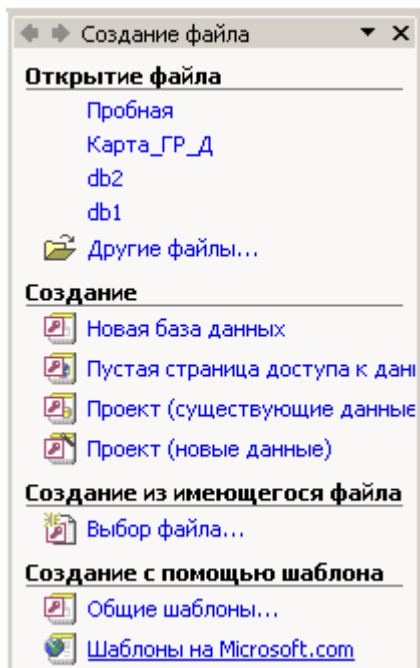 Создание файла
Открытие файла
Пробная
Карта_ГР_Д
db2
db1
Другие файлы...
Создание
Новая база данных
Пустая страница доступа к дан
Проект (существующие данные
Проект (новые данные)
Создание из имеющегося файла
Выбор файла...
Создание с помощью шаблона
Общие шаблоны...
Шаблоны на Microsoft.com